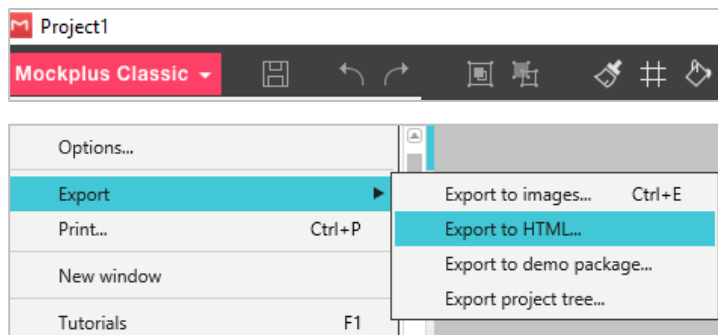 Project1
Mockplus Classic
Options...
Export
Export to images... Ctrl+E
Print... Ctrl+P
Export to HTML...
Export to demo package...
New window
Export project tree...
Tutorials F1